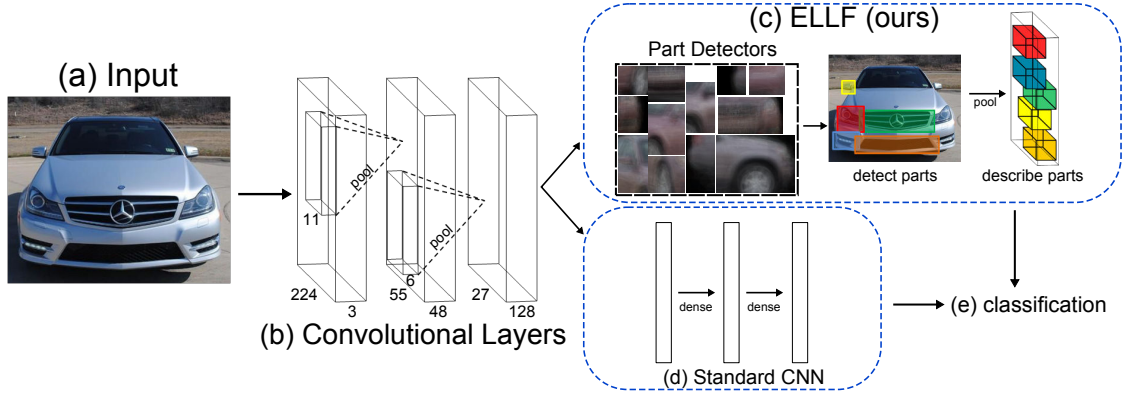 (a) Input
11
224
3
pool
6
55
48
pool
27
128
(b) Convolutional Layers
(c) ELLF (ours)
Part Detectors
detect parts
pool
describe parts
dense
dense
(d) Standard CNN
(e) classification